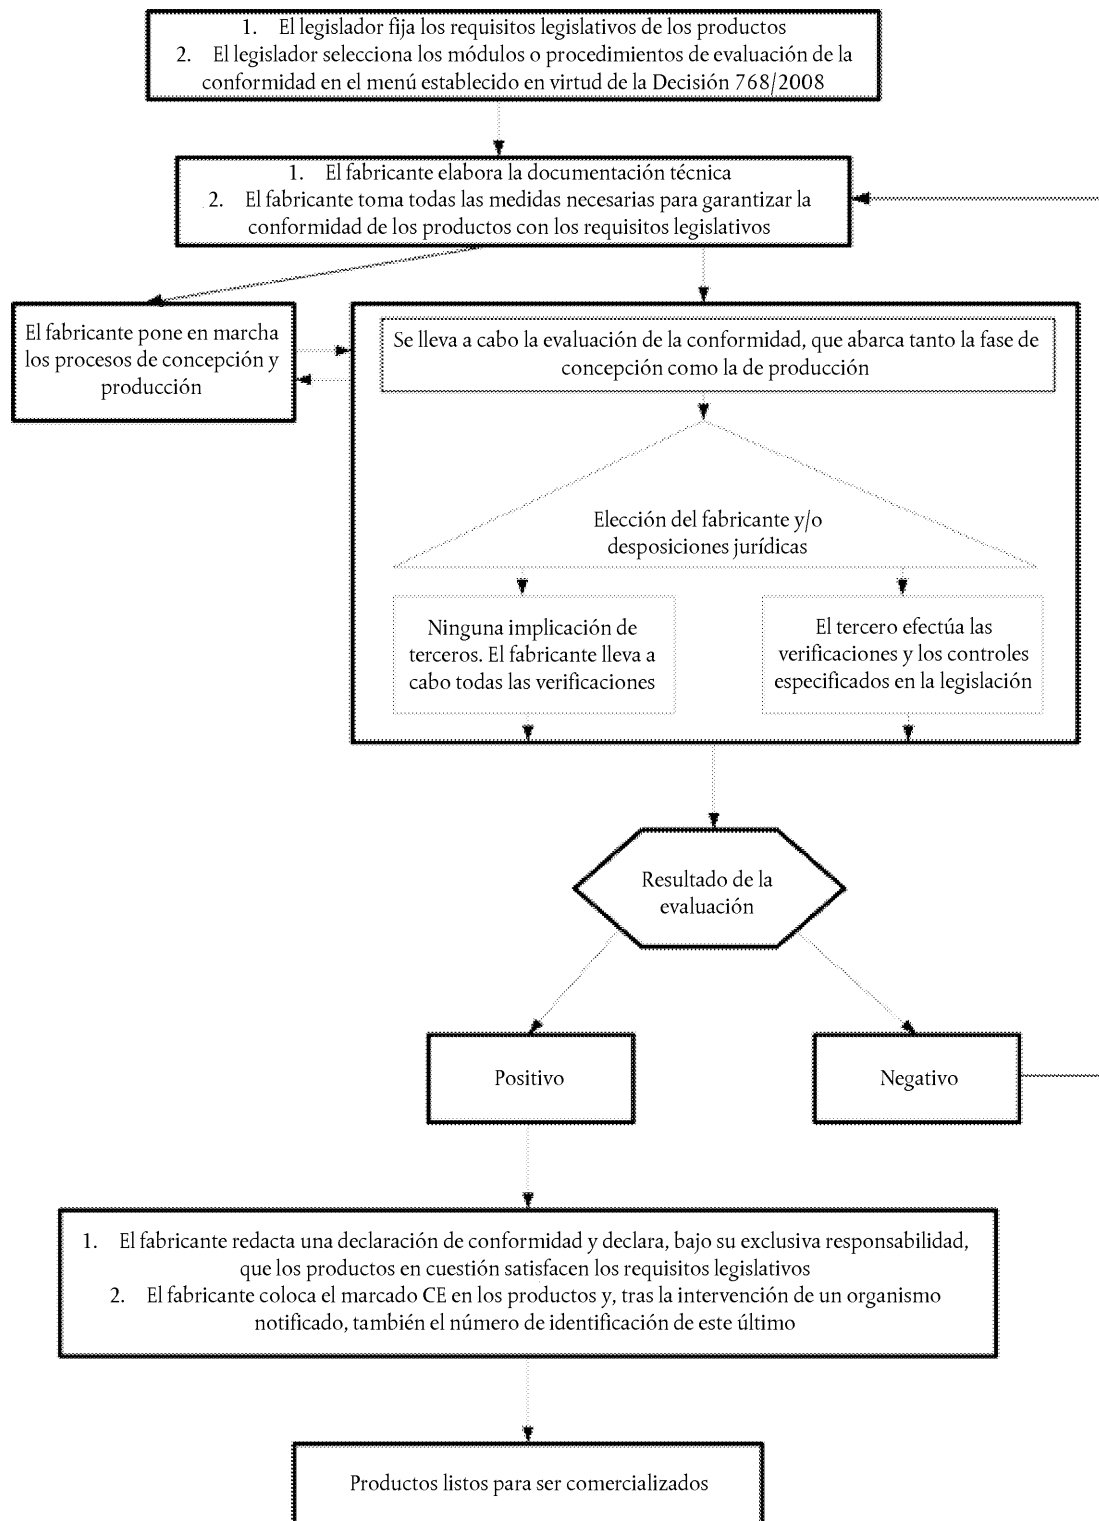 1. El legislador fija los requisitos legislativos de los productos
2. El legislador selecciona los módulos o procedimientos de evaluación de la
conformidad en el menú establecido en virtud de la Decisión 768/2008
1. El fabricante elabora la documentación técnica
2. El fabricante toma todas las medidas necesarias para garantizar la
conformidad de los productos con los requisitos legislativos
El fabricante pone en marcha
los procesos de concepción y
producción
Se lleva a cabo la evaluación de la conformidad, que abarca tanto la fase de
concepción como la de producción
Elección del fabricante y/o
desposiciones jurídicas
Ninguna implicación de
terceros. El fabricante lleva a
cabo todas las verificaciones
El tercero efectúa las
verificaciones y los controles
especificados en la legislación
Resultado de la
evaluación
Positivo
Negativo
1. El fabricante redacta una declaración de conformidad y declara, bajo su exclusiva responsabilidad,
que los productos en cuestión satisfacen los requisitos legislativos
2. El fabricante coloca el marcado CE en los productos y, tras la intervención de un organismo
notificado, también el número de identificación de este último
Productos listos para ser comercializados